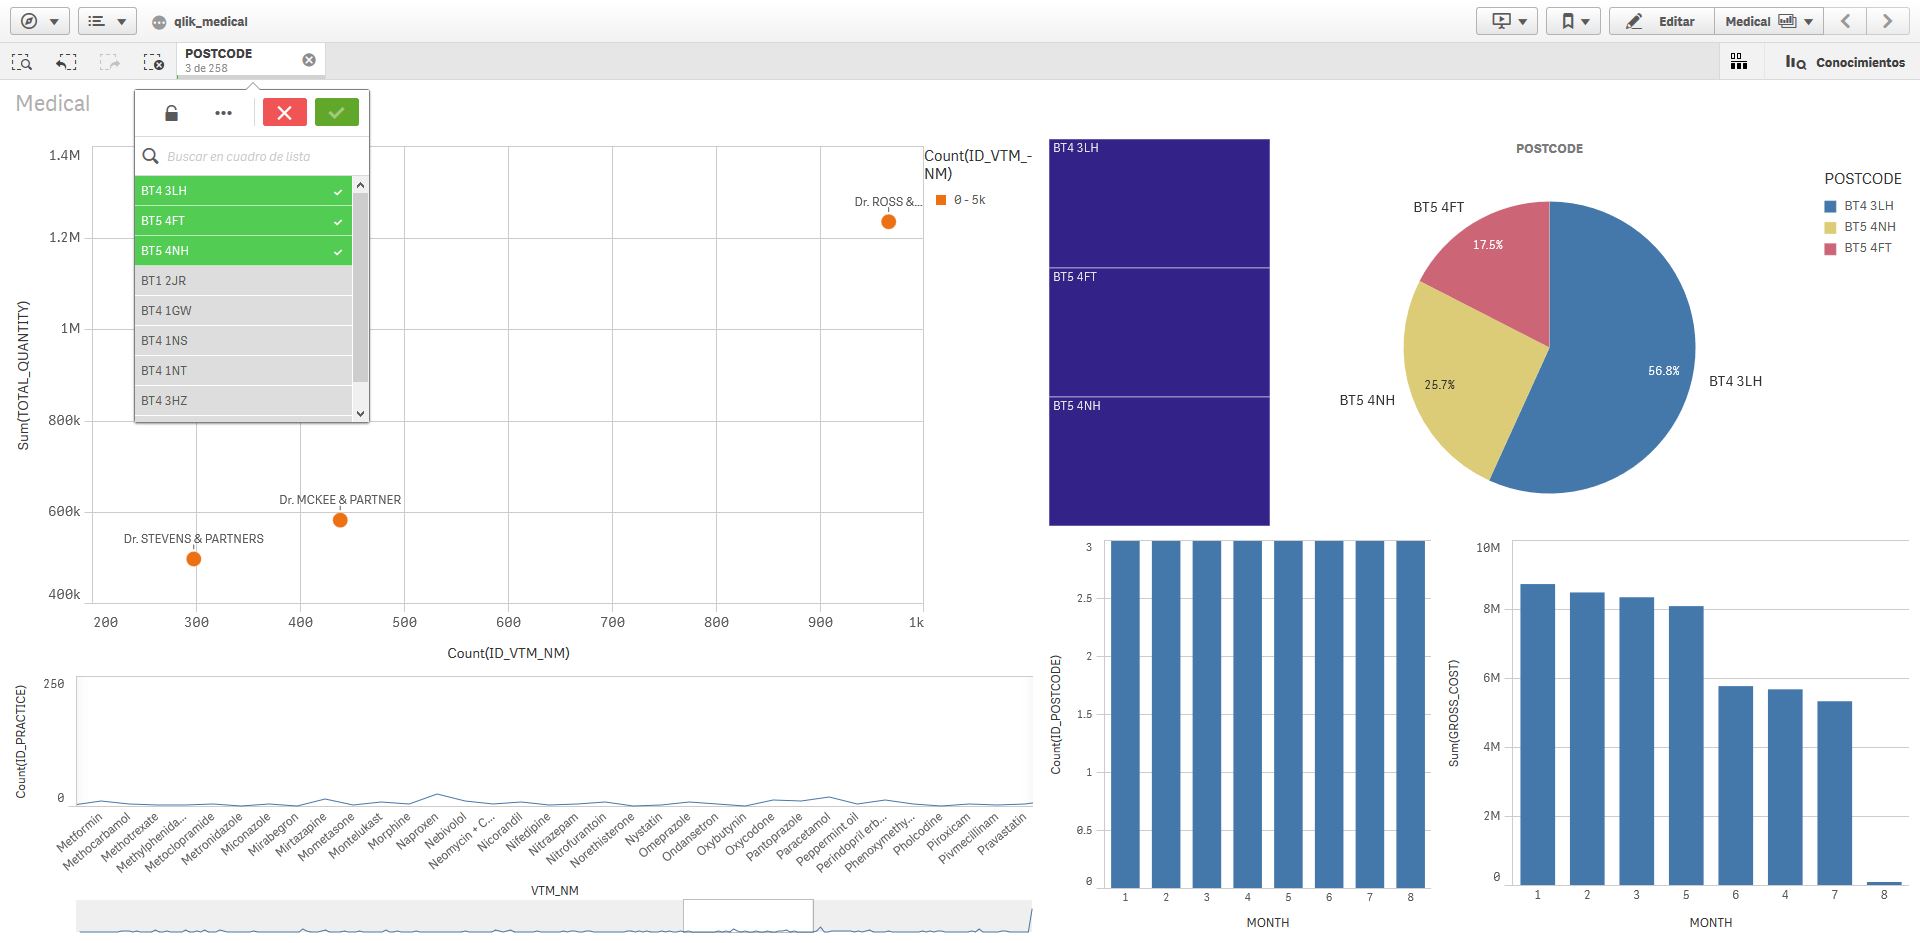 qlik_medical
Editar
Medical
POSTCODE
3 de 258
Conocimientos
Medical
Buscar en cuadro de lista
BT4 3LH
BT5 4FT
BT5 4NH
BT1 2JR
BT4 1GW
BT4 1NS
BT4 1NT
BT4 3HZ
1.4M
1.2M
1M
800k
600k
400k
Sum(TOTAL_QUANTITY)
Dr. ROSS &...
Dr. MCKEE & PARTNER
Dr. STEVENS & PARTNERS
200 300 400 500 600 700 800 900 1k
Count(ID_VTM_NM)
Count(ID_VTM_-
NM)
0 - 5k
BT4 3LH
BT5 4FT
BT5 4NH
POSTCODE
BT5 4FT
17.5%
25.7%
BT5 4NH
56.8%
BT4 3LH
POSTCODE
BT4 3LH
BT5 4NH
BT5 4FT
250
0
Count(ID_PRACTICE)
Metformin
Methocarbamol
Methotrexate
Methylphenida...
Metoclopramide
Metronidazole
Miconazole
Mirabegron
Mirtazapine
Mometasone
Montelukast
Morphine
Naproxen
Nebivolol
Neomycin + C...
Nicorandil
Nifedipine
Nitrazepam
Nitrofurantoin
Norethisterone
Nystatin
Omeprazole
Ondansetron
Oxybutynin
Oxycodone
Pantoprazole
Paracetamol
Peppermint oil
Perindopril erb...
Phenoxymethy...
Pholcodine
Piroxicam
Pivmecillinam
Pravastatin
VTM_NM
3
2.5
2
1.5
1
0.5
0
Count(ID_POSTCODE)
1 2 3 4 5 6 7 8
MONTH
10M
8M
6M
4M
2M
0
Sum(GROSS_COST)
1 2 3 5 6 4 7 8
MONTH